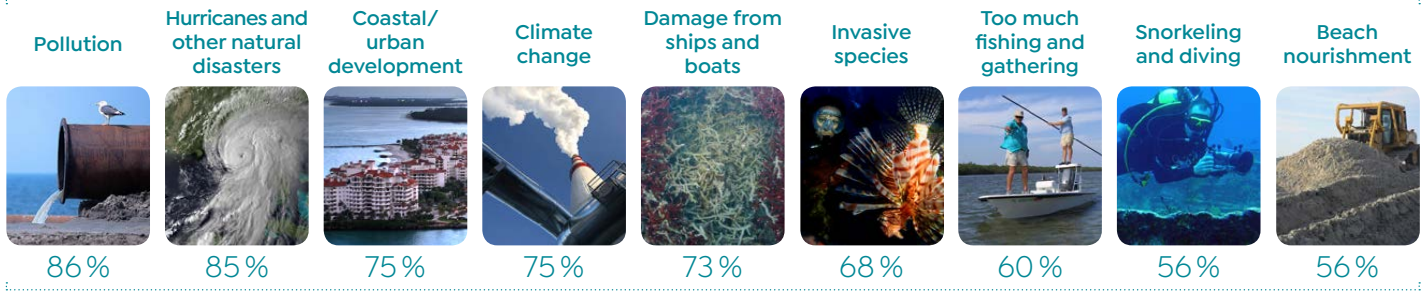 Pollution
Hurricanes and
other natural
disasters
Coastal/
urban
development
Climate
change
Damage from
ships and
boats
Invasive
species
Too much
fishing and
gathering
Snorkeling
and diving
Beach
nourishment
86 %
85 %
75 %
75 %
73 %
68 %
60 %
56 %
56 %